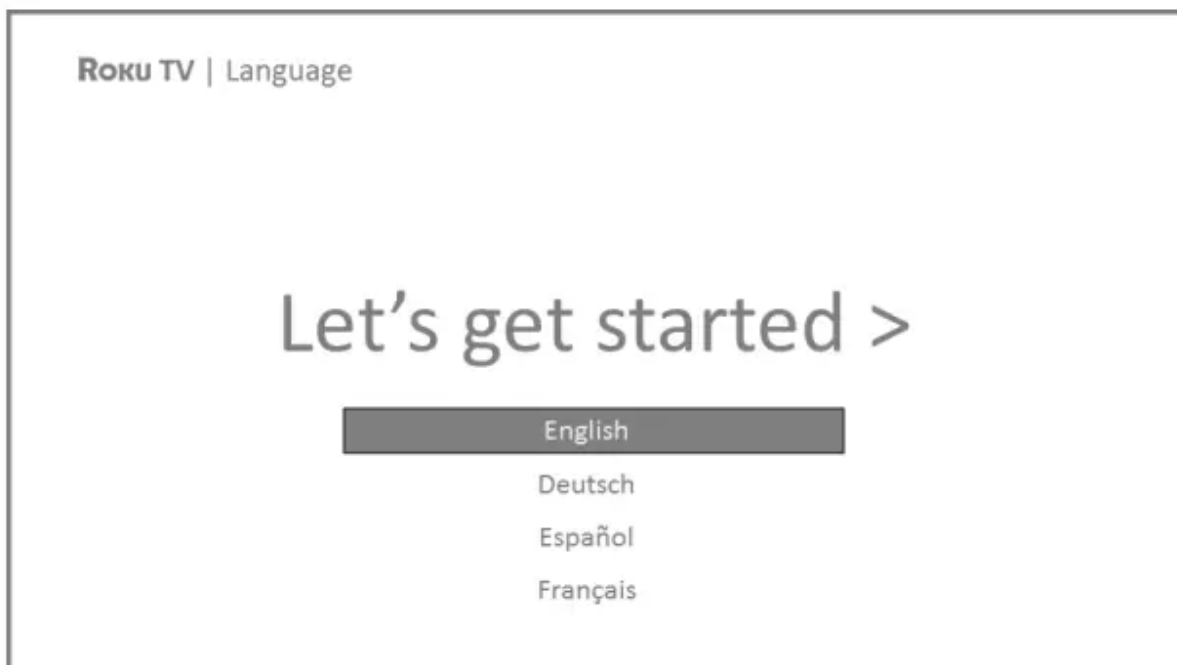 Roku TV | Language
Let's get started >
English
Deutsch
Español
Français